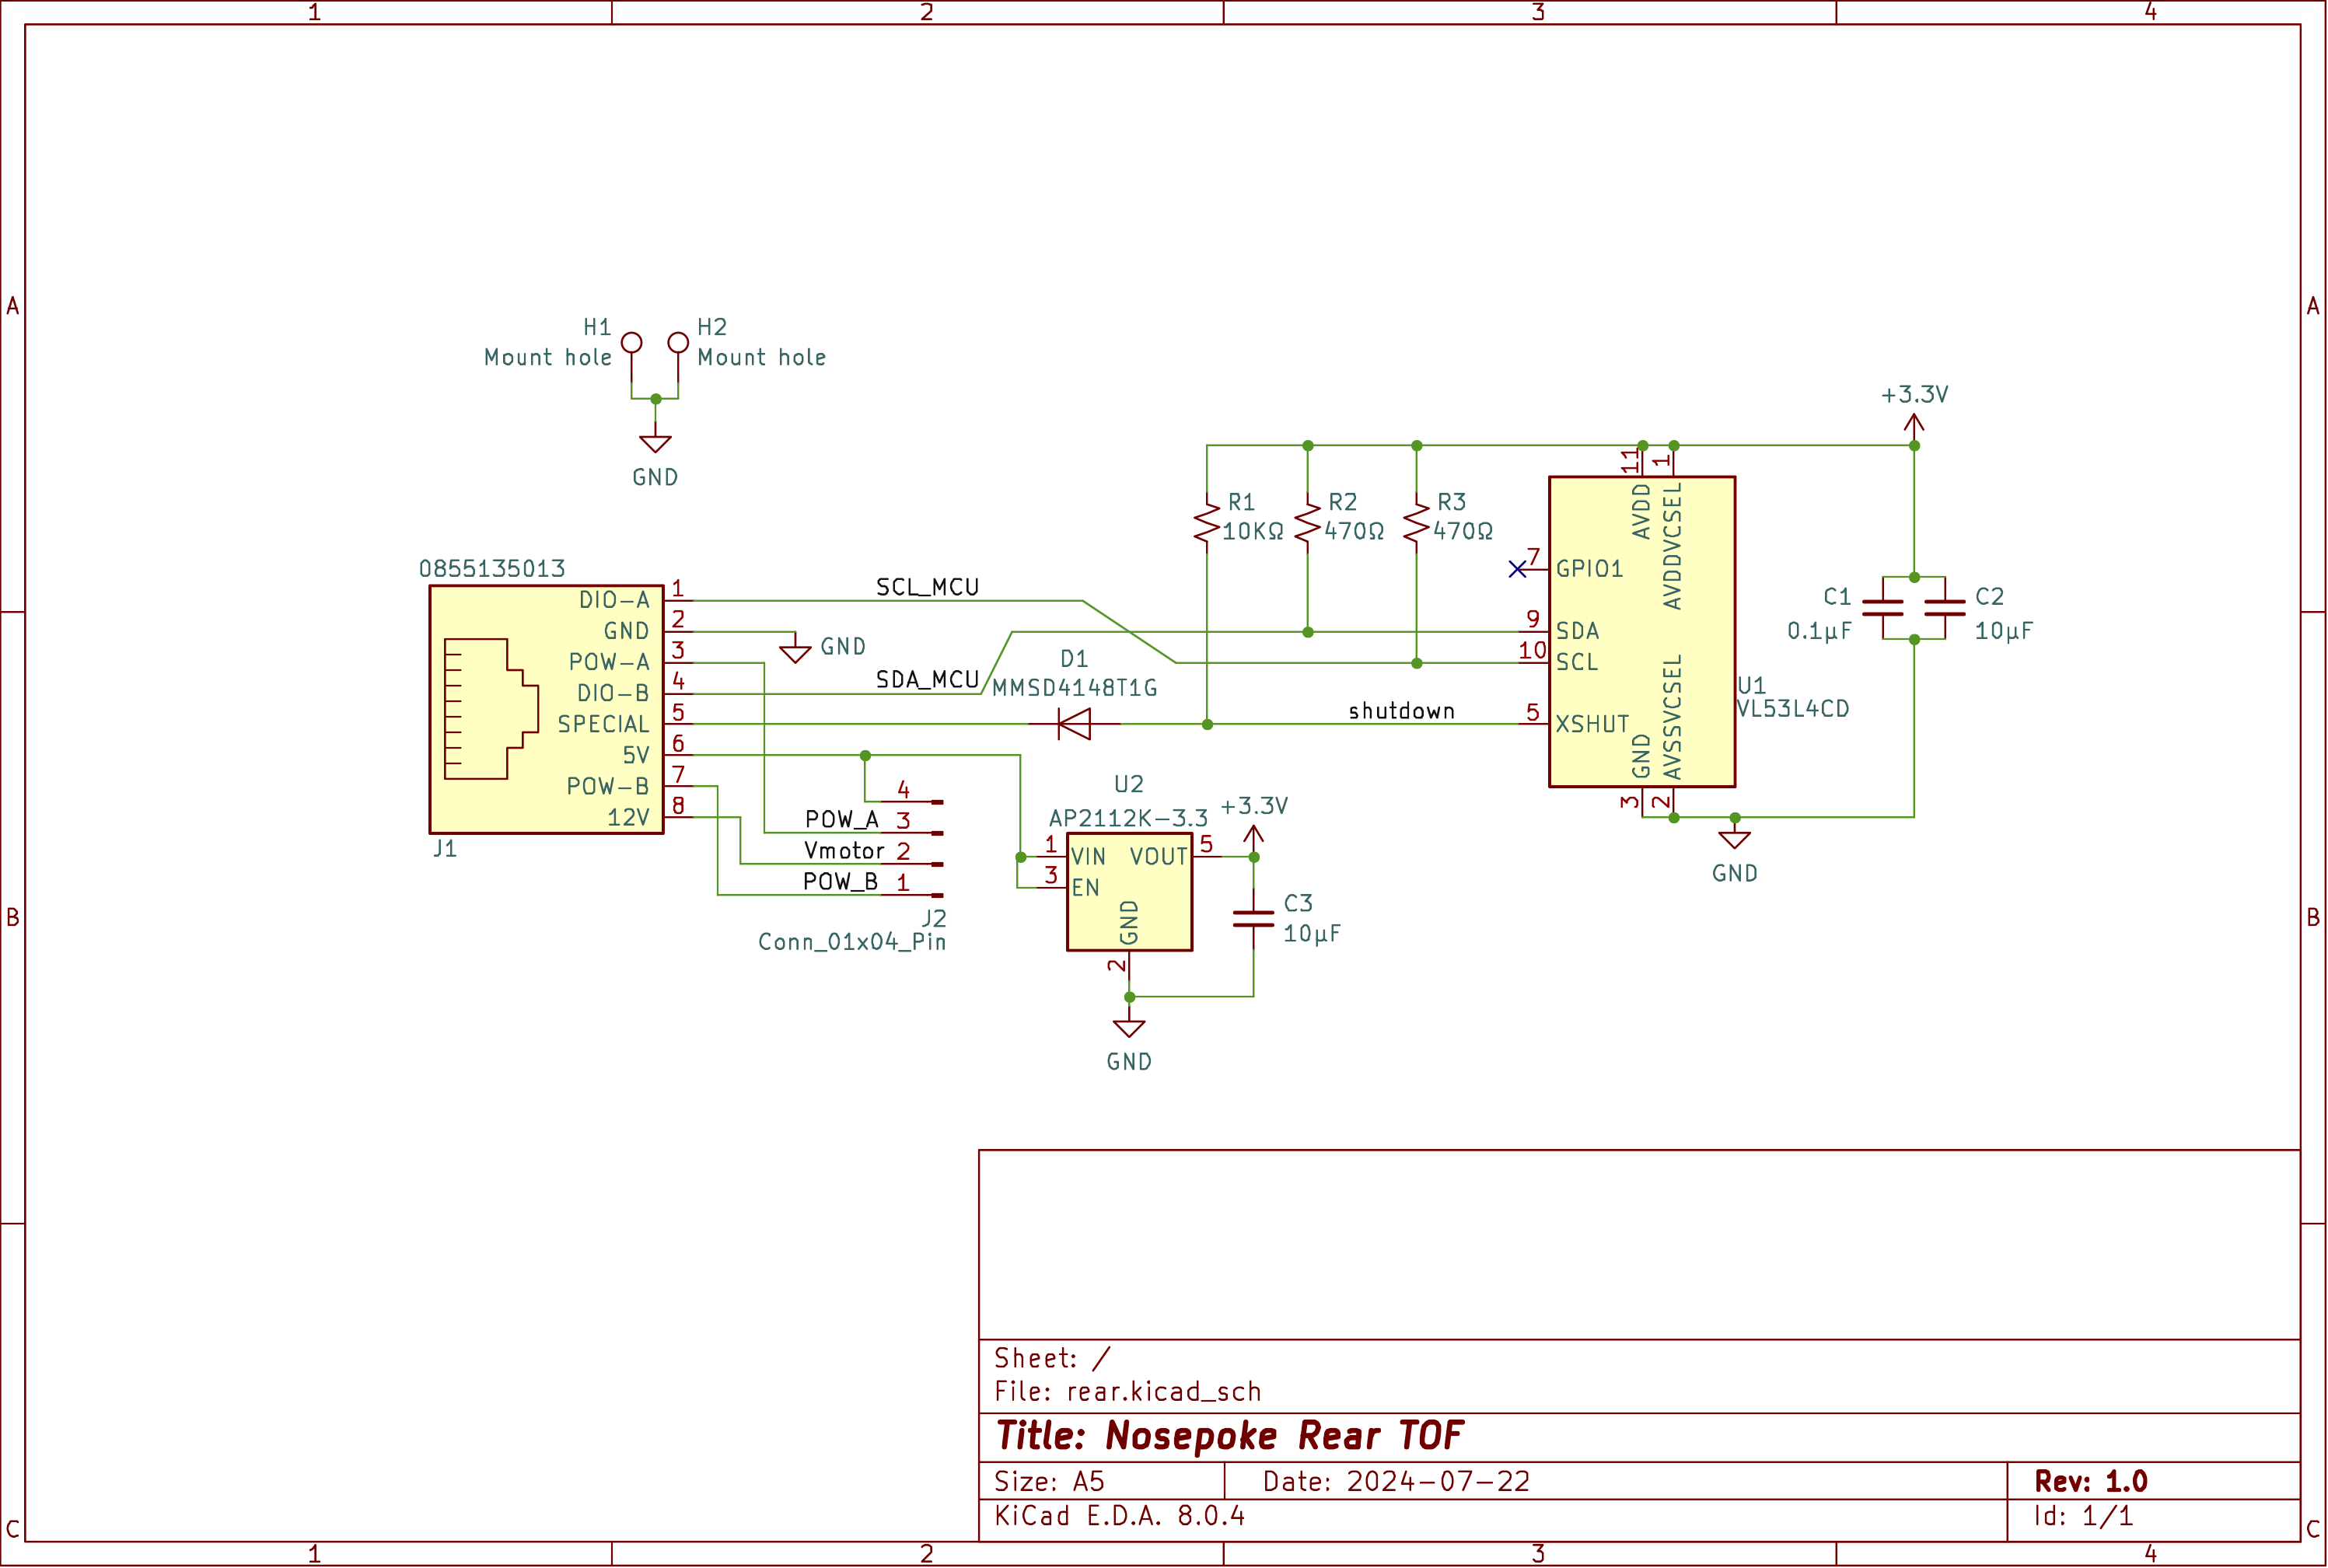 1 2 3 4
A A
H1 H2
Mount hole Mount hole
GND
+3.3V
R1 R2 R3
10KΩ 470Ω 470Ω
11 1
AVDD AVDDVCSEL
7 GPIO1
0855135013
DIO-A 1 SCL_MCU
GND 2
GND
POW-A 3
DIO-B 4 SDA_MCU
SPECIAL 5
5V 6
POW-B 7
12V 8
J1
D1
MMSD4148T1G
9 SDA
10 SCL
shutdown 5 XSHUT
GND AVSSVCSEL
3 2
U1
VL53L4CD
C1 C2
0.1µF 10µF
GND
4
POW_A 3
Vmotor 2
POW_B 1
J2
Conn_01x04_Pin
U2
AP2112K-3.3
+3.3V
1 VIN VOUT 5
3 EN
GND
2
C3
10µF
GND
B B
Sheet: /
File: rear.kicad_sch
Title: Nosepoke Rear TOF
Size: A5 Date: 2024-07-22 Rev: 1.0
KiCad E.D.A. 8.0.4 Id: 1/1
C C
1 2 3 4